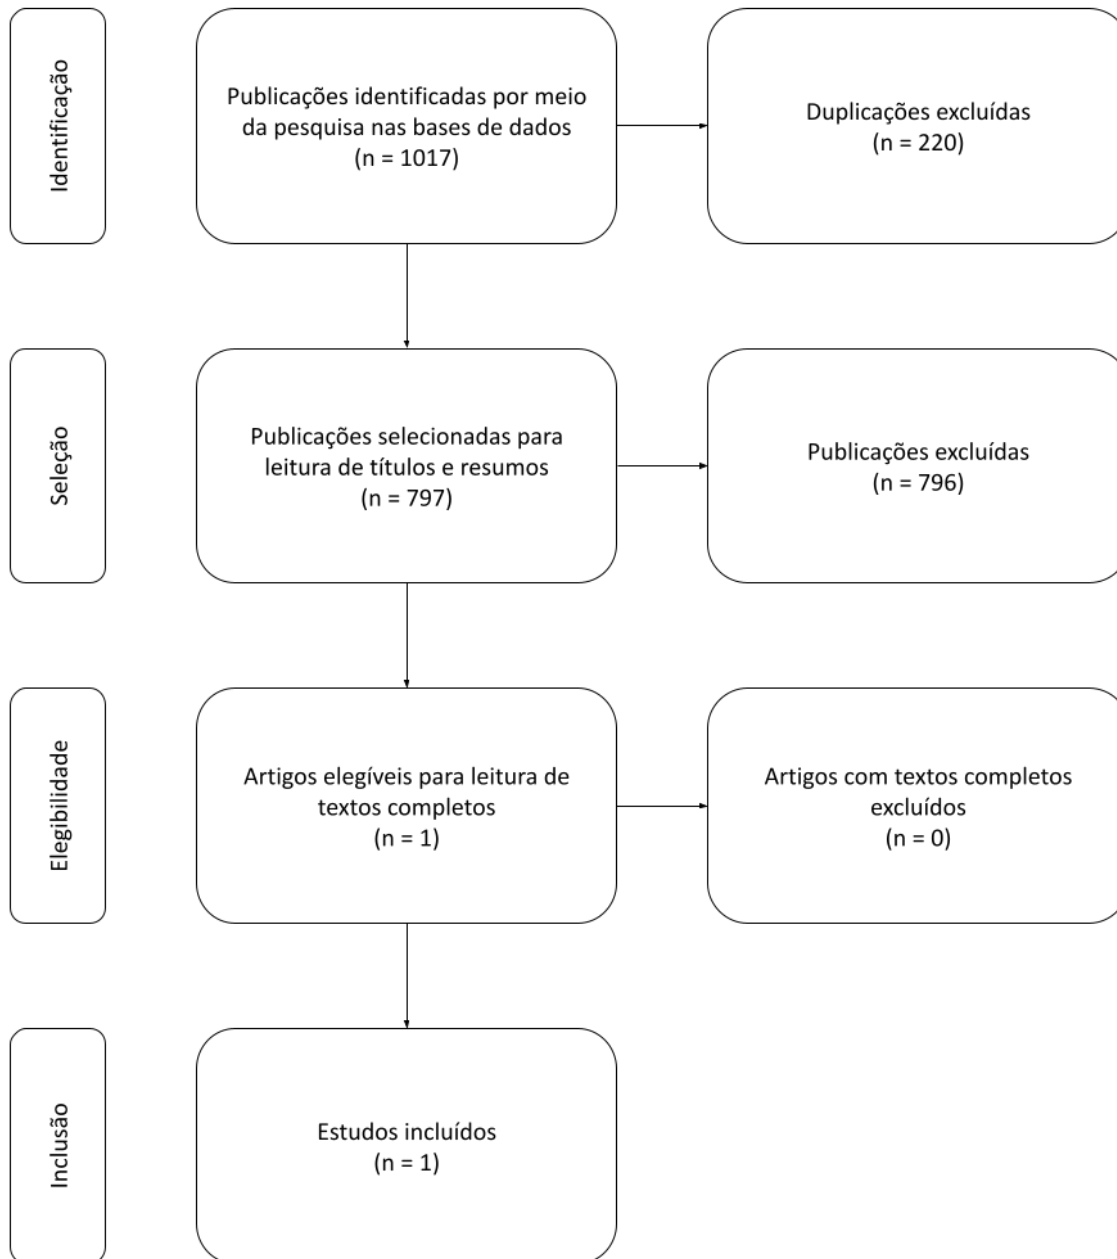 Identificação
Publicações identificadas por meio
da pesquisa nas bases de dados
(n = 1017)
Duplicações excluídas
(n = 220)
Seleção
Publicações selecionadas para
leitura de títulos e resumos
(n = 797)
Publicações excluídas
(n = 796)
Elegibilidade
Artigos elegíveis para leitura de
textos completos
(n = 1)
Artigos com textos completos
excluídos
(n = 0)
Inclusão
Estudos incluídos
(n = 1)